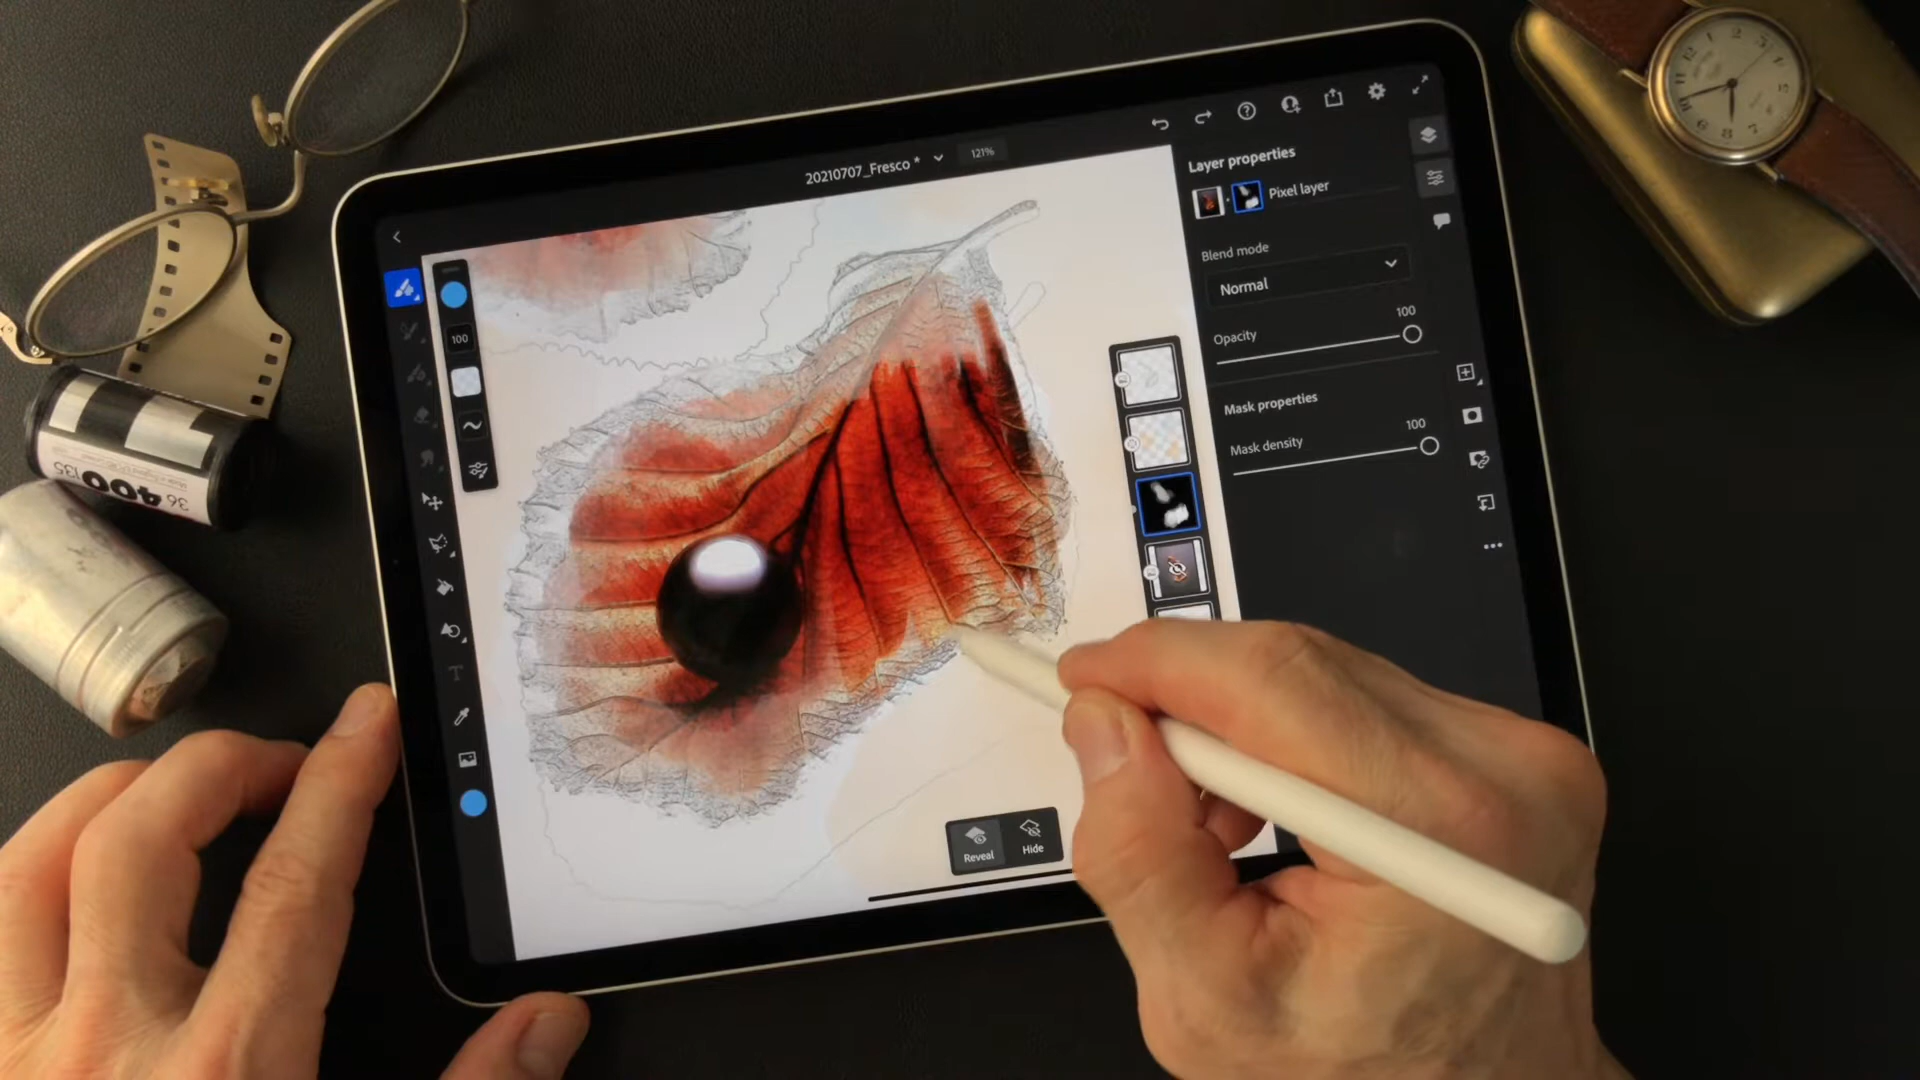 20210707_Fresco *
121%
Layer properties
Pixel layer
Blend mode
Normal
Opacity
100
Mask properties
Mask density
100
100
T
Reveal
Hide
400
135
36